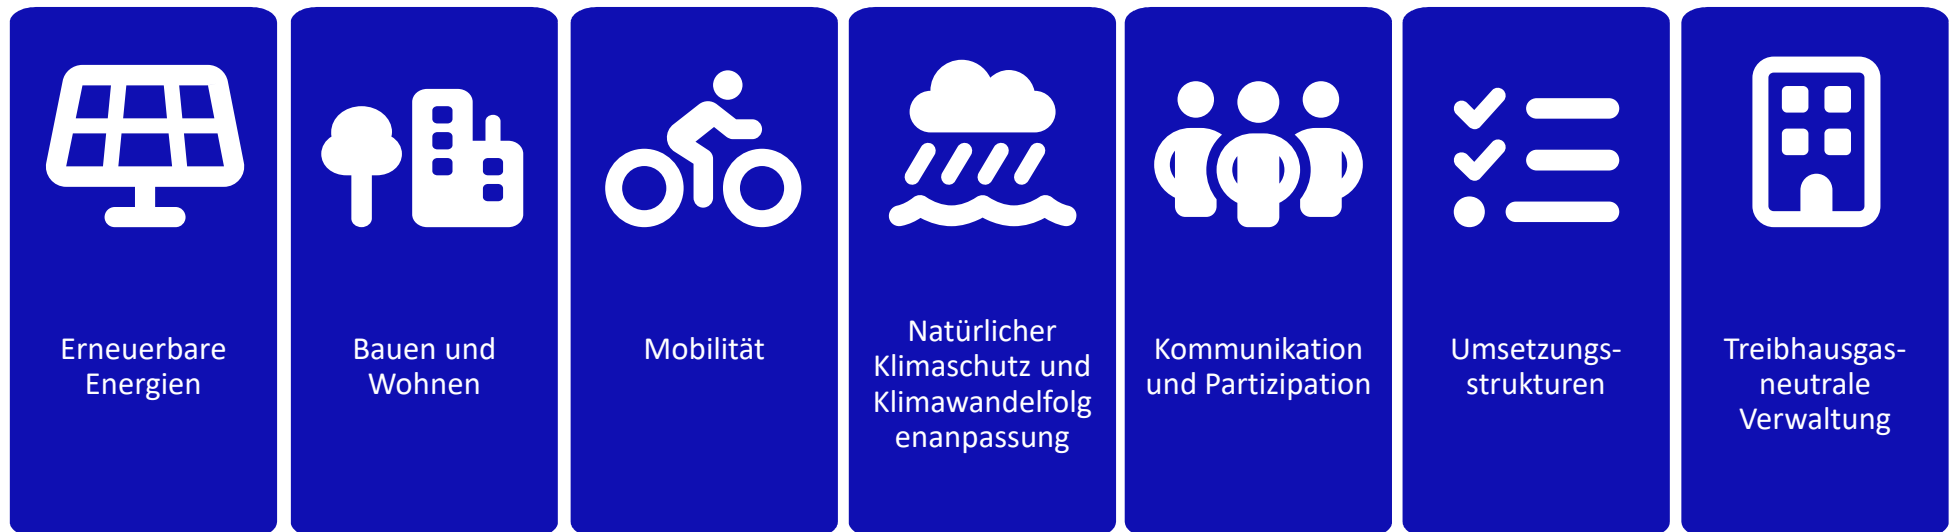 Erneuerbare
Energien
Bauen und
Wohnen
Mobilität
Natürlicher
Klimaschutz und
Klimawandelfolg
enanpassung
Kommunikation
und Partizipation
Umsetzungs-
strukturen
Treibhausgas-
neutrale
Verwaltung